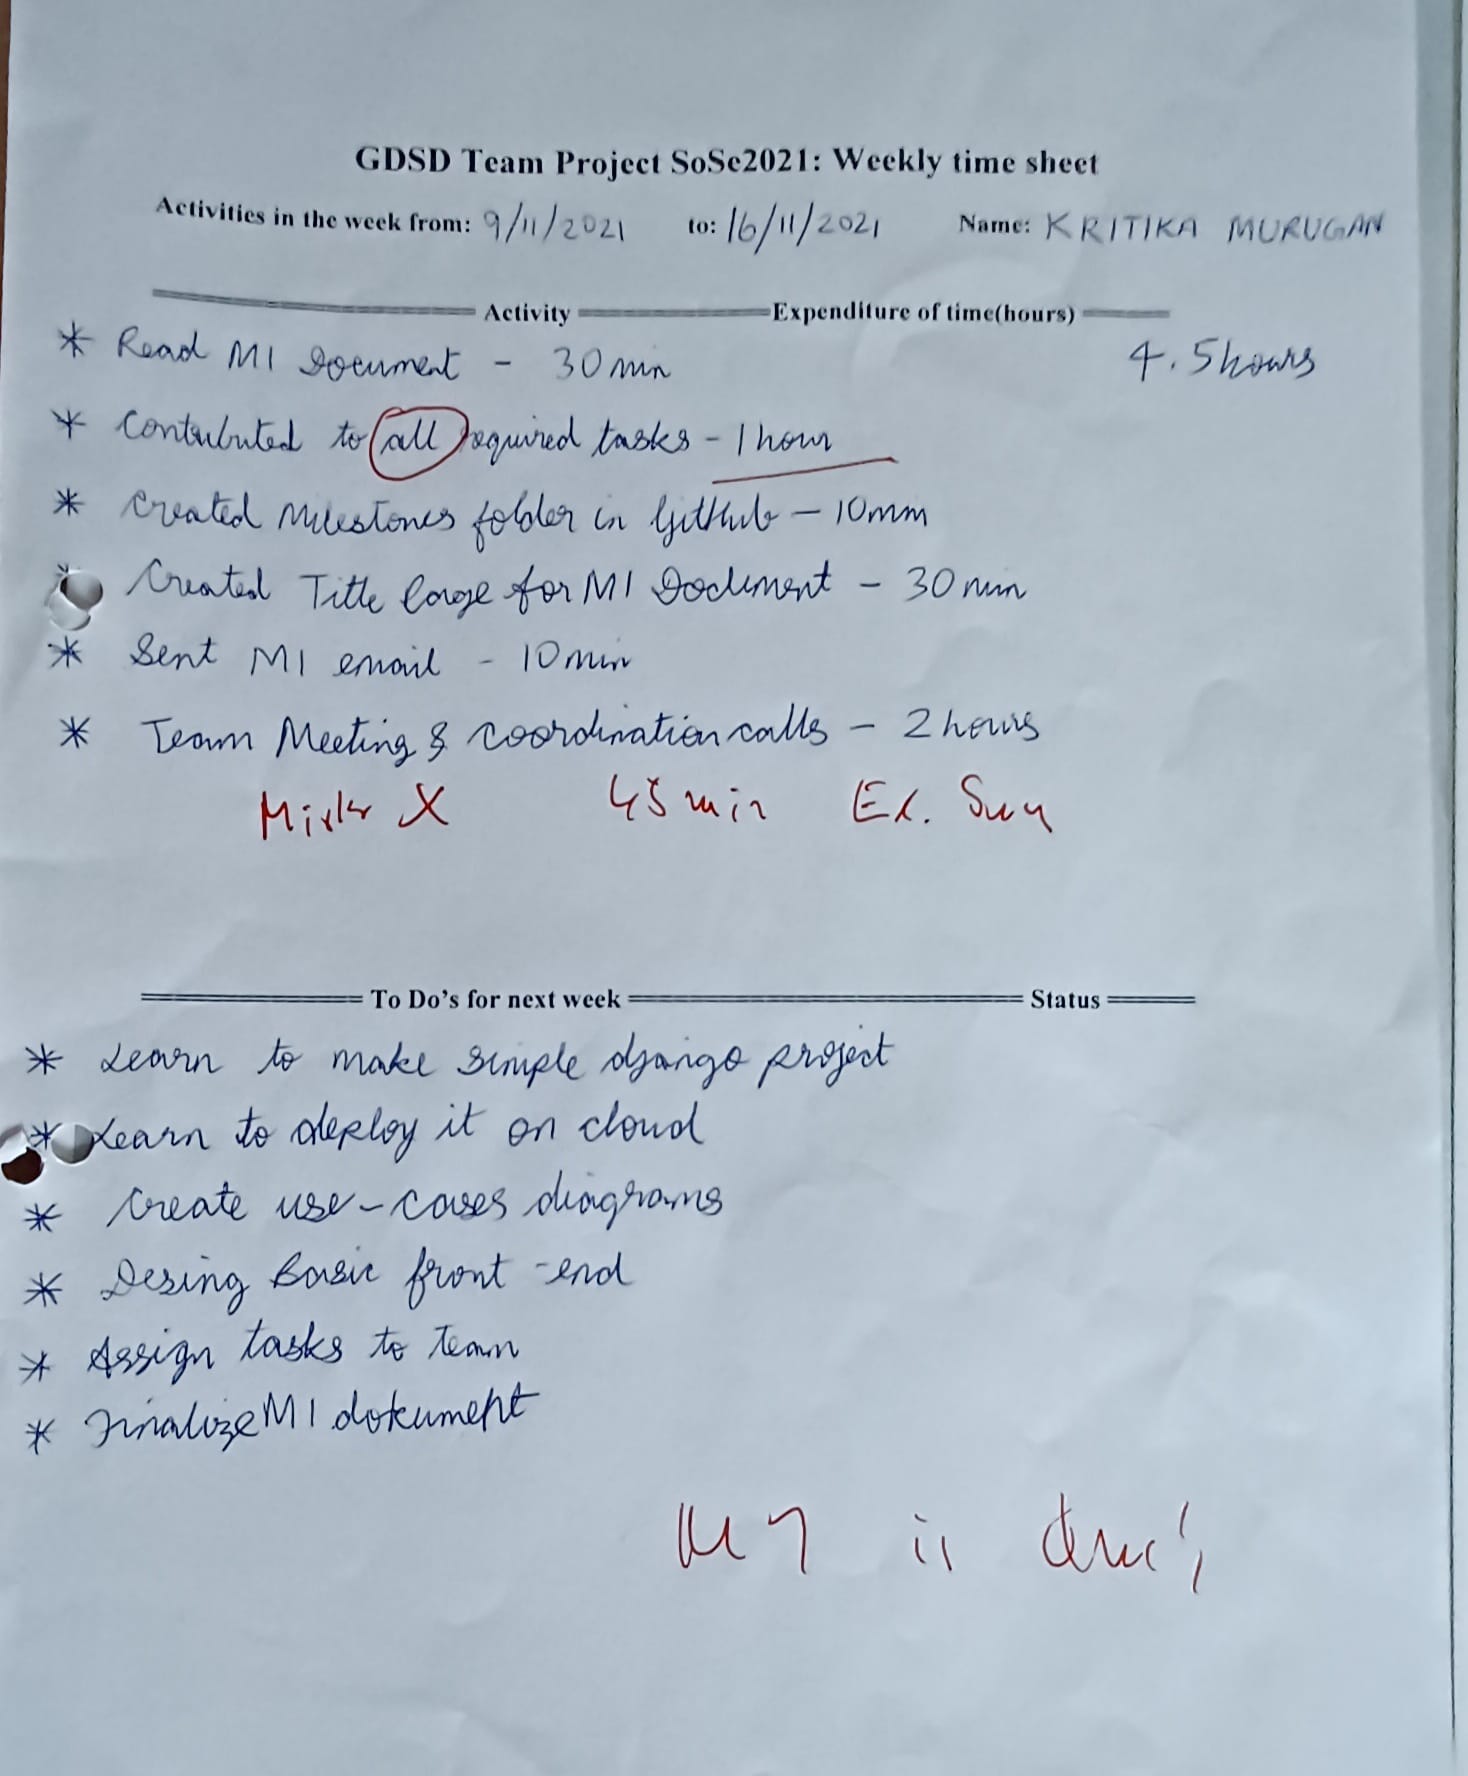 GDSD Team Project SoSe2021: Weekly time sheet
Activities in the week from: 9/11/2021 to: 16/11/2021 Name: KRITIKA MURUGAN
Activity Expenditure of time(hours)
* Read M1 Document - 30 min 4.5 hours
* Contributed to all required tasks - 1 hour
* Created Milestones folder in GitHub - 10 min
* Created Title Page for M1 Document - 30 min
* Sent M1 email - 10 min
* Team Meeting & coordination calls - 2 hours
X 45 min
To Do's for next week Status
* Learn to make simple django project
* Learn to deploy it on cloud
* Create use-cases diagrams
* Desing Basic front-end
* Assign tasks to team
* Finalize M1 dokument
M1 is